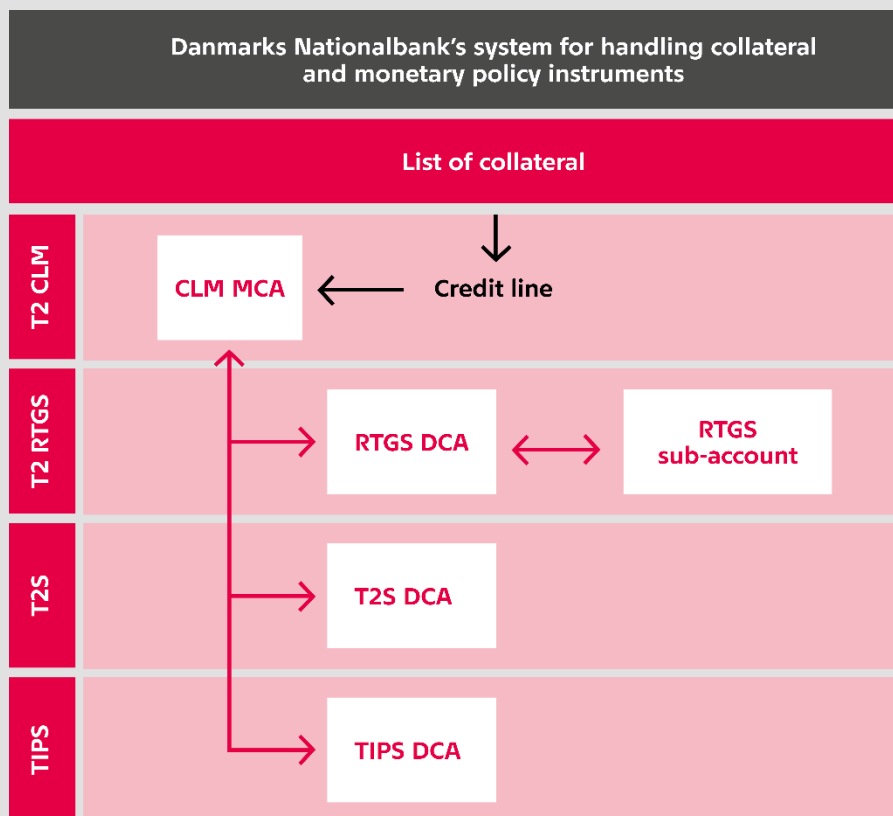 Danmarks Nationalbank's system for handling collateral
and monetary policy instruments
List of collateral
T2 CLM
CLM MCA
Credit line
T2 RTGS
RTGS DCA
RTGS
sub-account
T2S
T2S DCA
TIPS
TIPS DCA